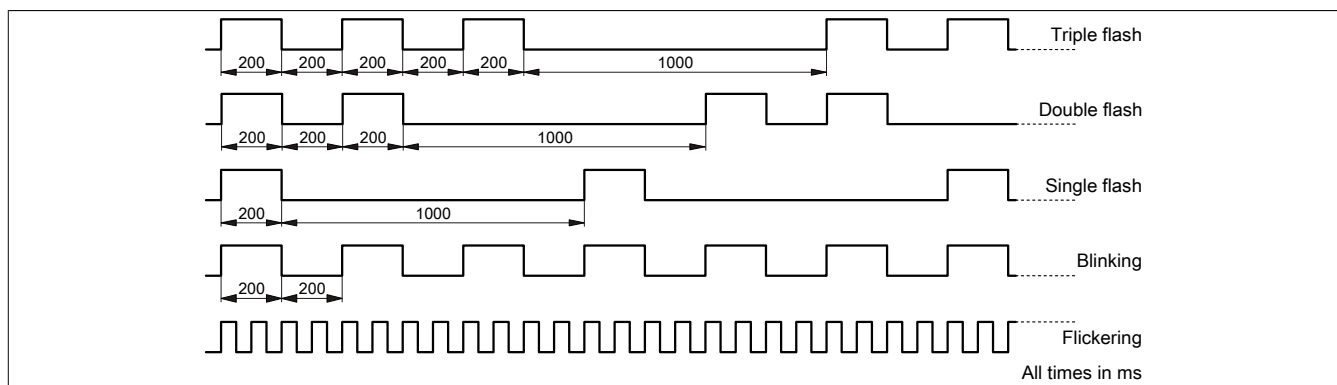 Triple flash
200 200 200 200 200 1000
Double flash
200 200 200 1000
Single flash
200 1000
Blinking
200 200
Flickering
All times in ms